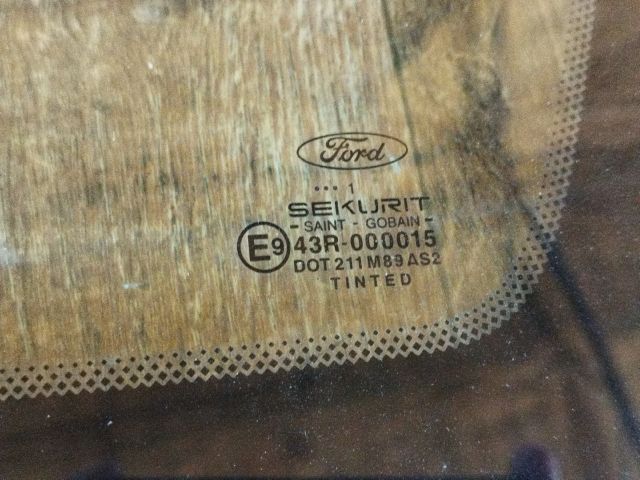 Ford
... 1
SEKURIT
- SAINT - GOBAIN -
E9 43R-000015
DOT 211 M89 AS2
TINTED